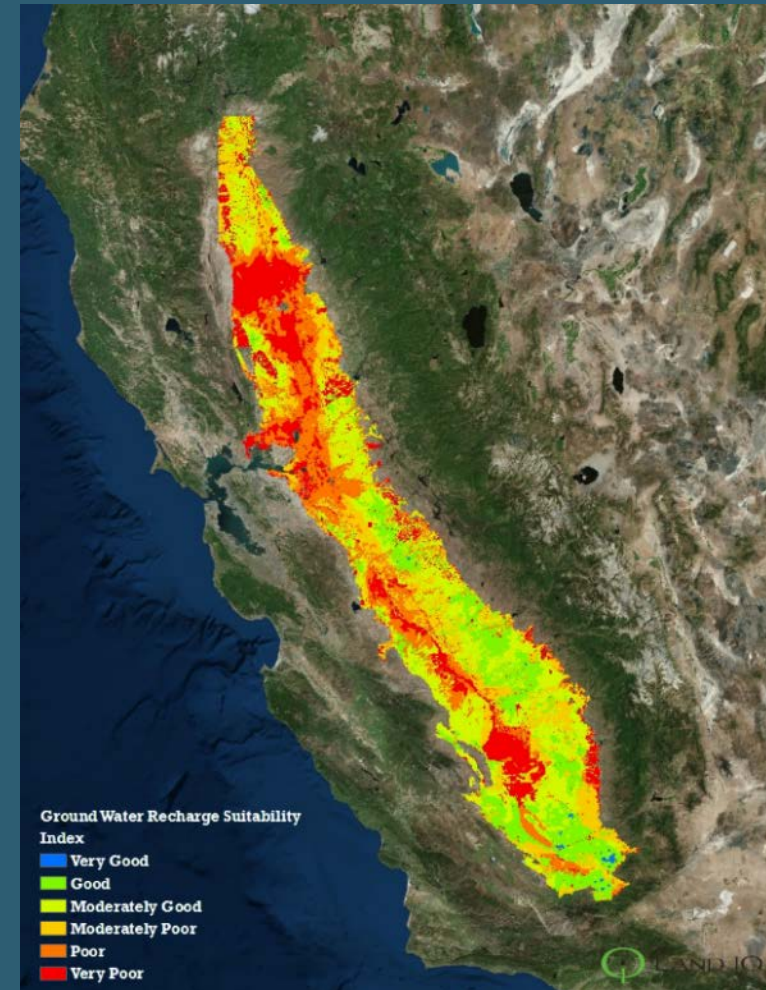 Ground Water Recharge Suitability
Index
Very Good
Good
Moderately Good
Moderately Poor
Poor
Very Poor
LAND IQ